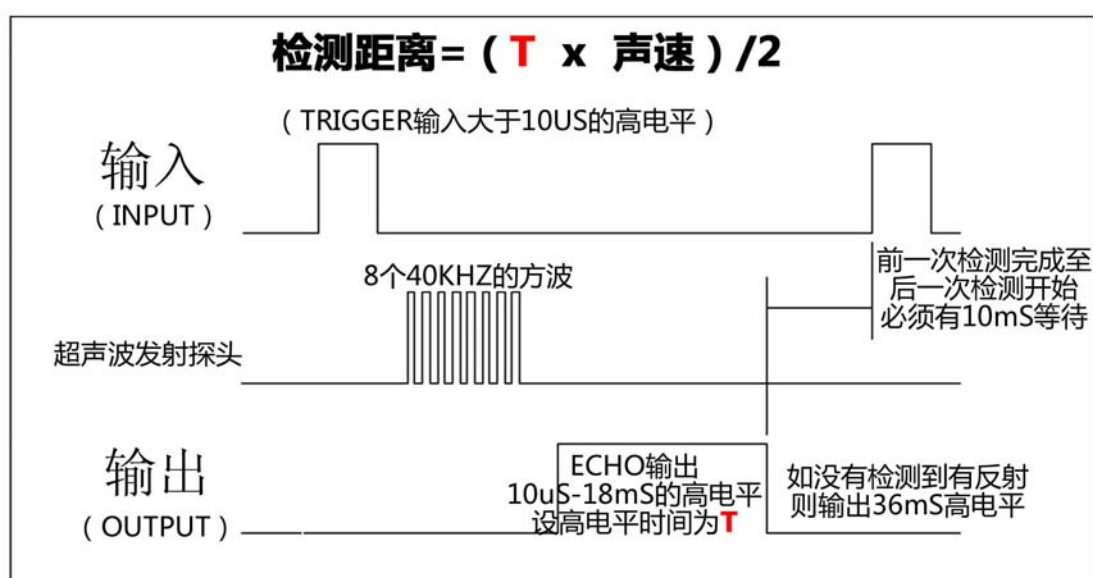 检测距离=(T x 声速)/2
(TRIGGER输入大于10US的高电平)
输入
(INPUT)
8个40KHZ的方波
前一次检测完成至
后一次检测开始
必须有10mS等待
超声波发射探头
输出
(OUTPUT)
ECHO输出
10uS-18mS的高电平
设高电平时间为T
如没有检测到有反射
则输出36mS高电平